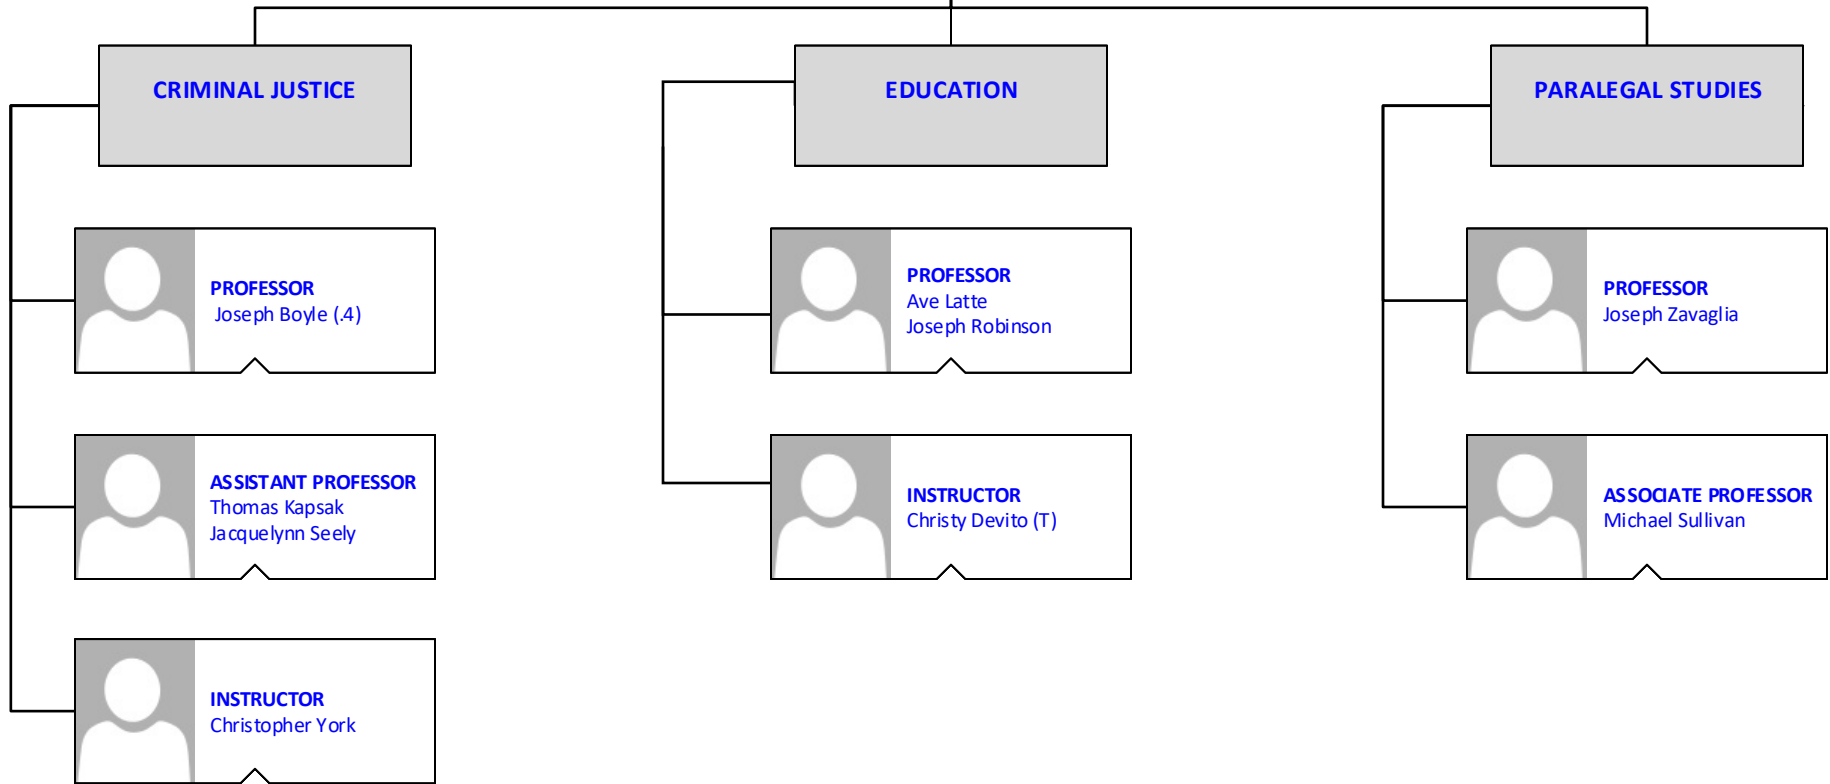 CRIMINAL JUSTICE
PROFESSOR
Joseph Boyle (.4)
ASSISTANT PROFESSOR
Thomas Kapsak
Jacquelynn Seely
INSTRUCTOR
Christopher York
EDUCATION
PROFESSOR
Ave Latte
Joseph Robinson
INSTRUCTOR
Christy Devito (T)
PARALEGAL STUDIES
PROFESSOR
Joseph Zavaglia
ASSOCIATE PROFESSOR
Michael Sullivan